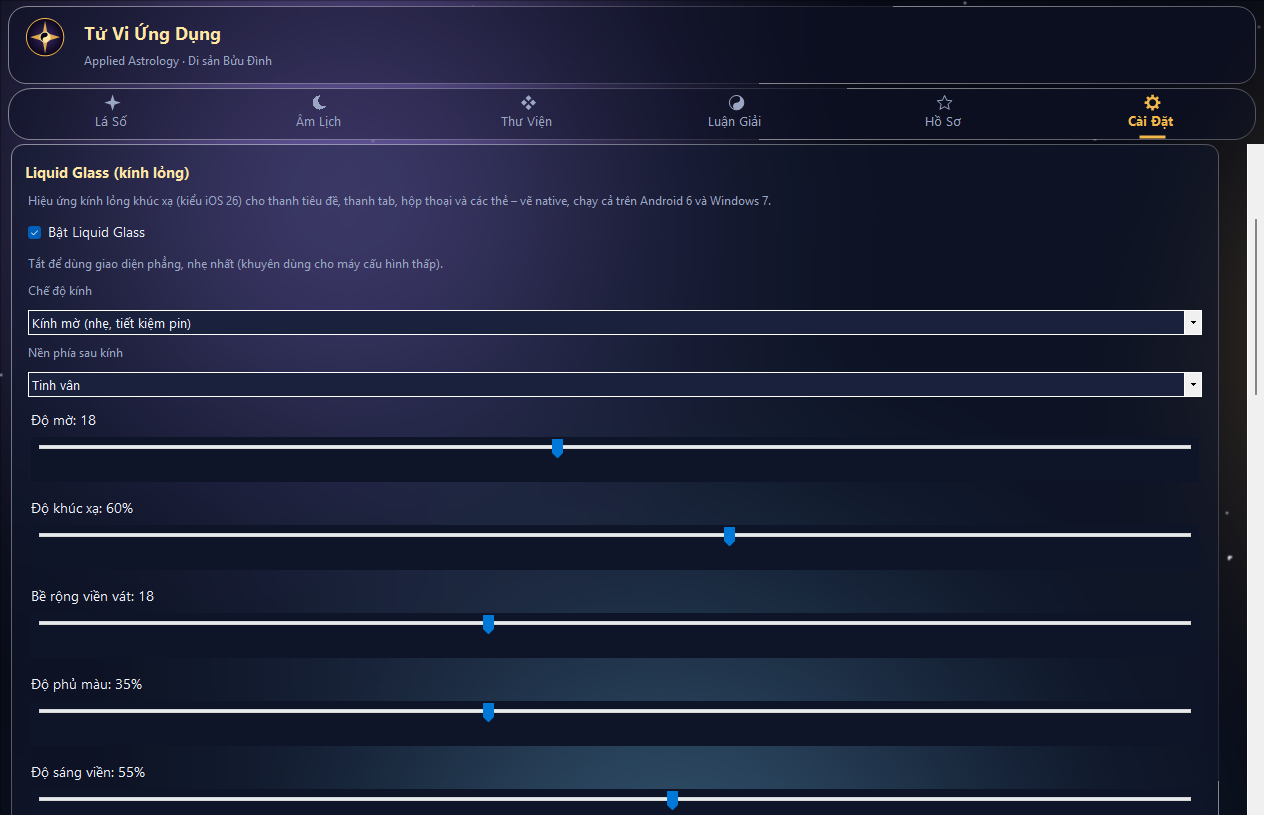 Tử Vi Ứng Dụng
Applied Astrology · Di sản Bửu Đình
Lá Số
Âm Lịch
Thư Viện
Luận Giải
Hồ Sơ
Cài Đặt
Liquid Glass (kính lỏng)
Hiệu ứng kính lỏng khúc xạ (kiểu iOS 26) cho thanh tiêu đề, thanh tab, hộp thoại và các thẻ – vẽ native, chạy cả trên Android 6 và Windows 7.
Bật Liquid Glass
Tắt để dùng giao diện phẳng, nhẹ nhất (khuyên dùng cho máy cấu hình thấp).
Chế độ kính
Kính mờ (nhẹ, tiết kiệm pin)
Nền phía sau kính
Tinh vân
Độ mờ: 18
Độ khúc xạ: 60%
Bề rộng viền vát: 18
Độ phủ màu: 35%
Độ sáng viền: 55%